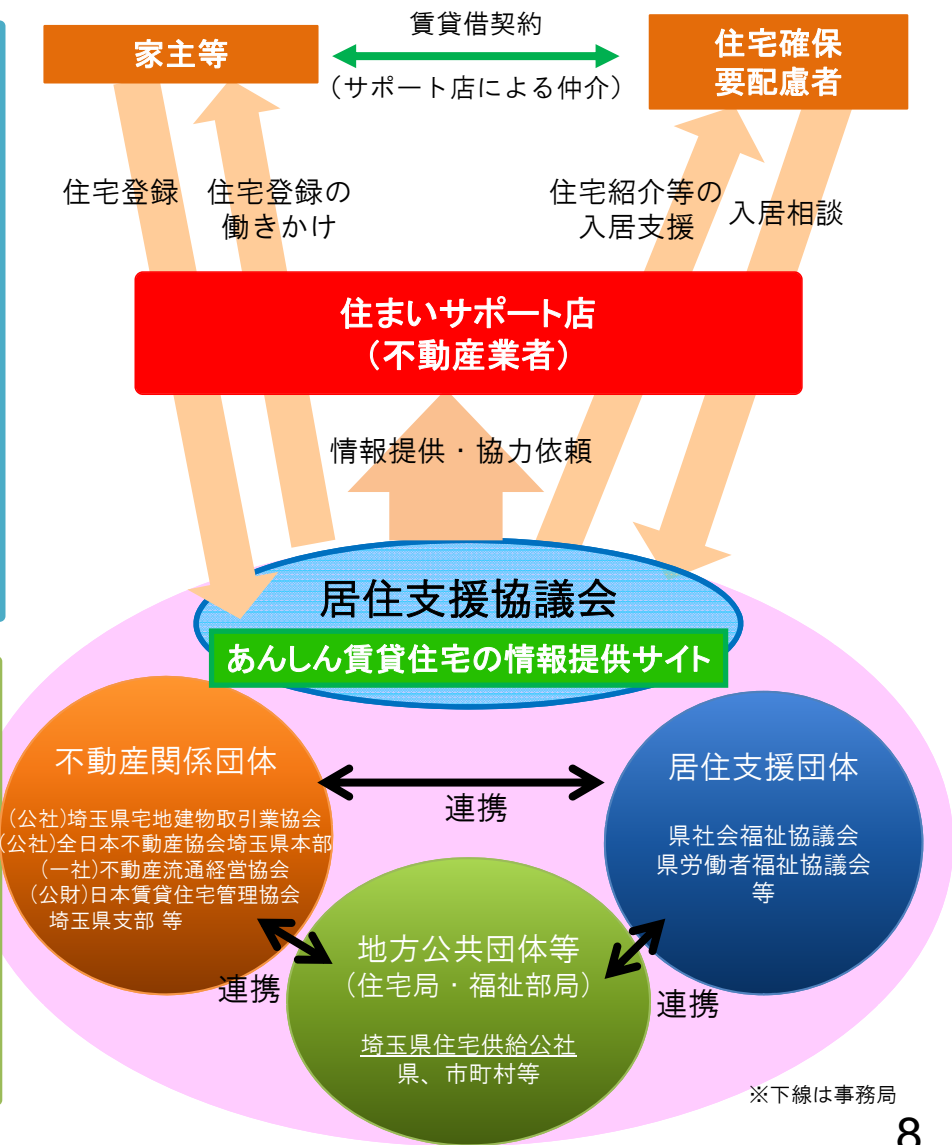 賃貸借契約
家主等
住宅確保
要配慮者
（サポート店による仲介）
住宅登録
住宅登録の
働きかけ
住宅紹介等の
入居支援
入居相談
住まいサポート店
（不動産業者）
情報提供・協力依頼
居住支援協議会
あんしん賃貸住宅の情報提供サイト
不動産関係団体
(公社)埼玉県宅地建物取引業協会
(公社)全日本不動産協会埼玉県本部
(一社)不動産流通経営協会
(公財)日本賃貸住宅管理協会
埼玉県支部 等
連携
居住支援団体
県社会福祉協議会
県労働者福祉協議会
等
連携
地方公共団体等
（住宅局・福祉部局）
埼玉県住宅供給公社
県、市町村等
連携
※下線は事務局
8